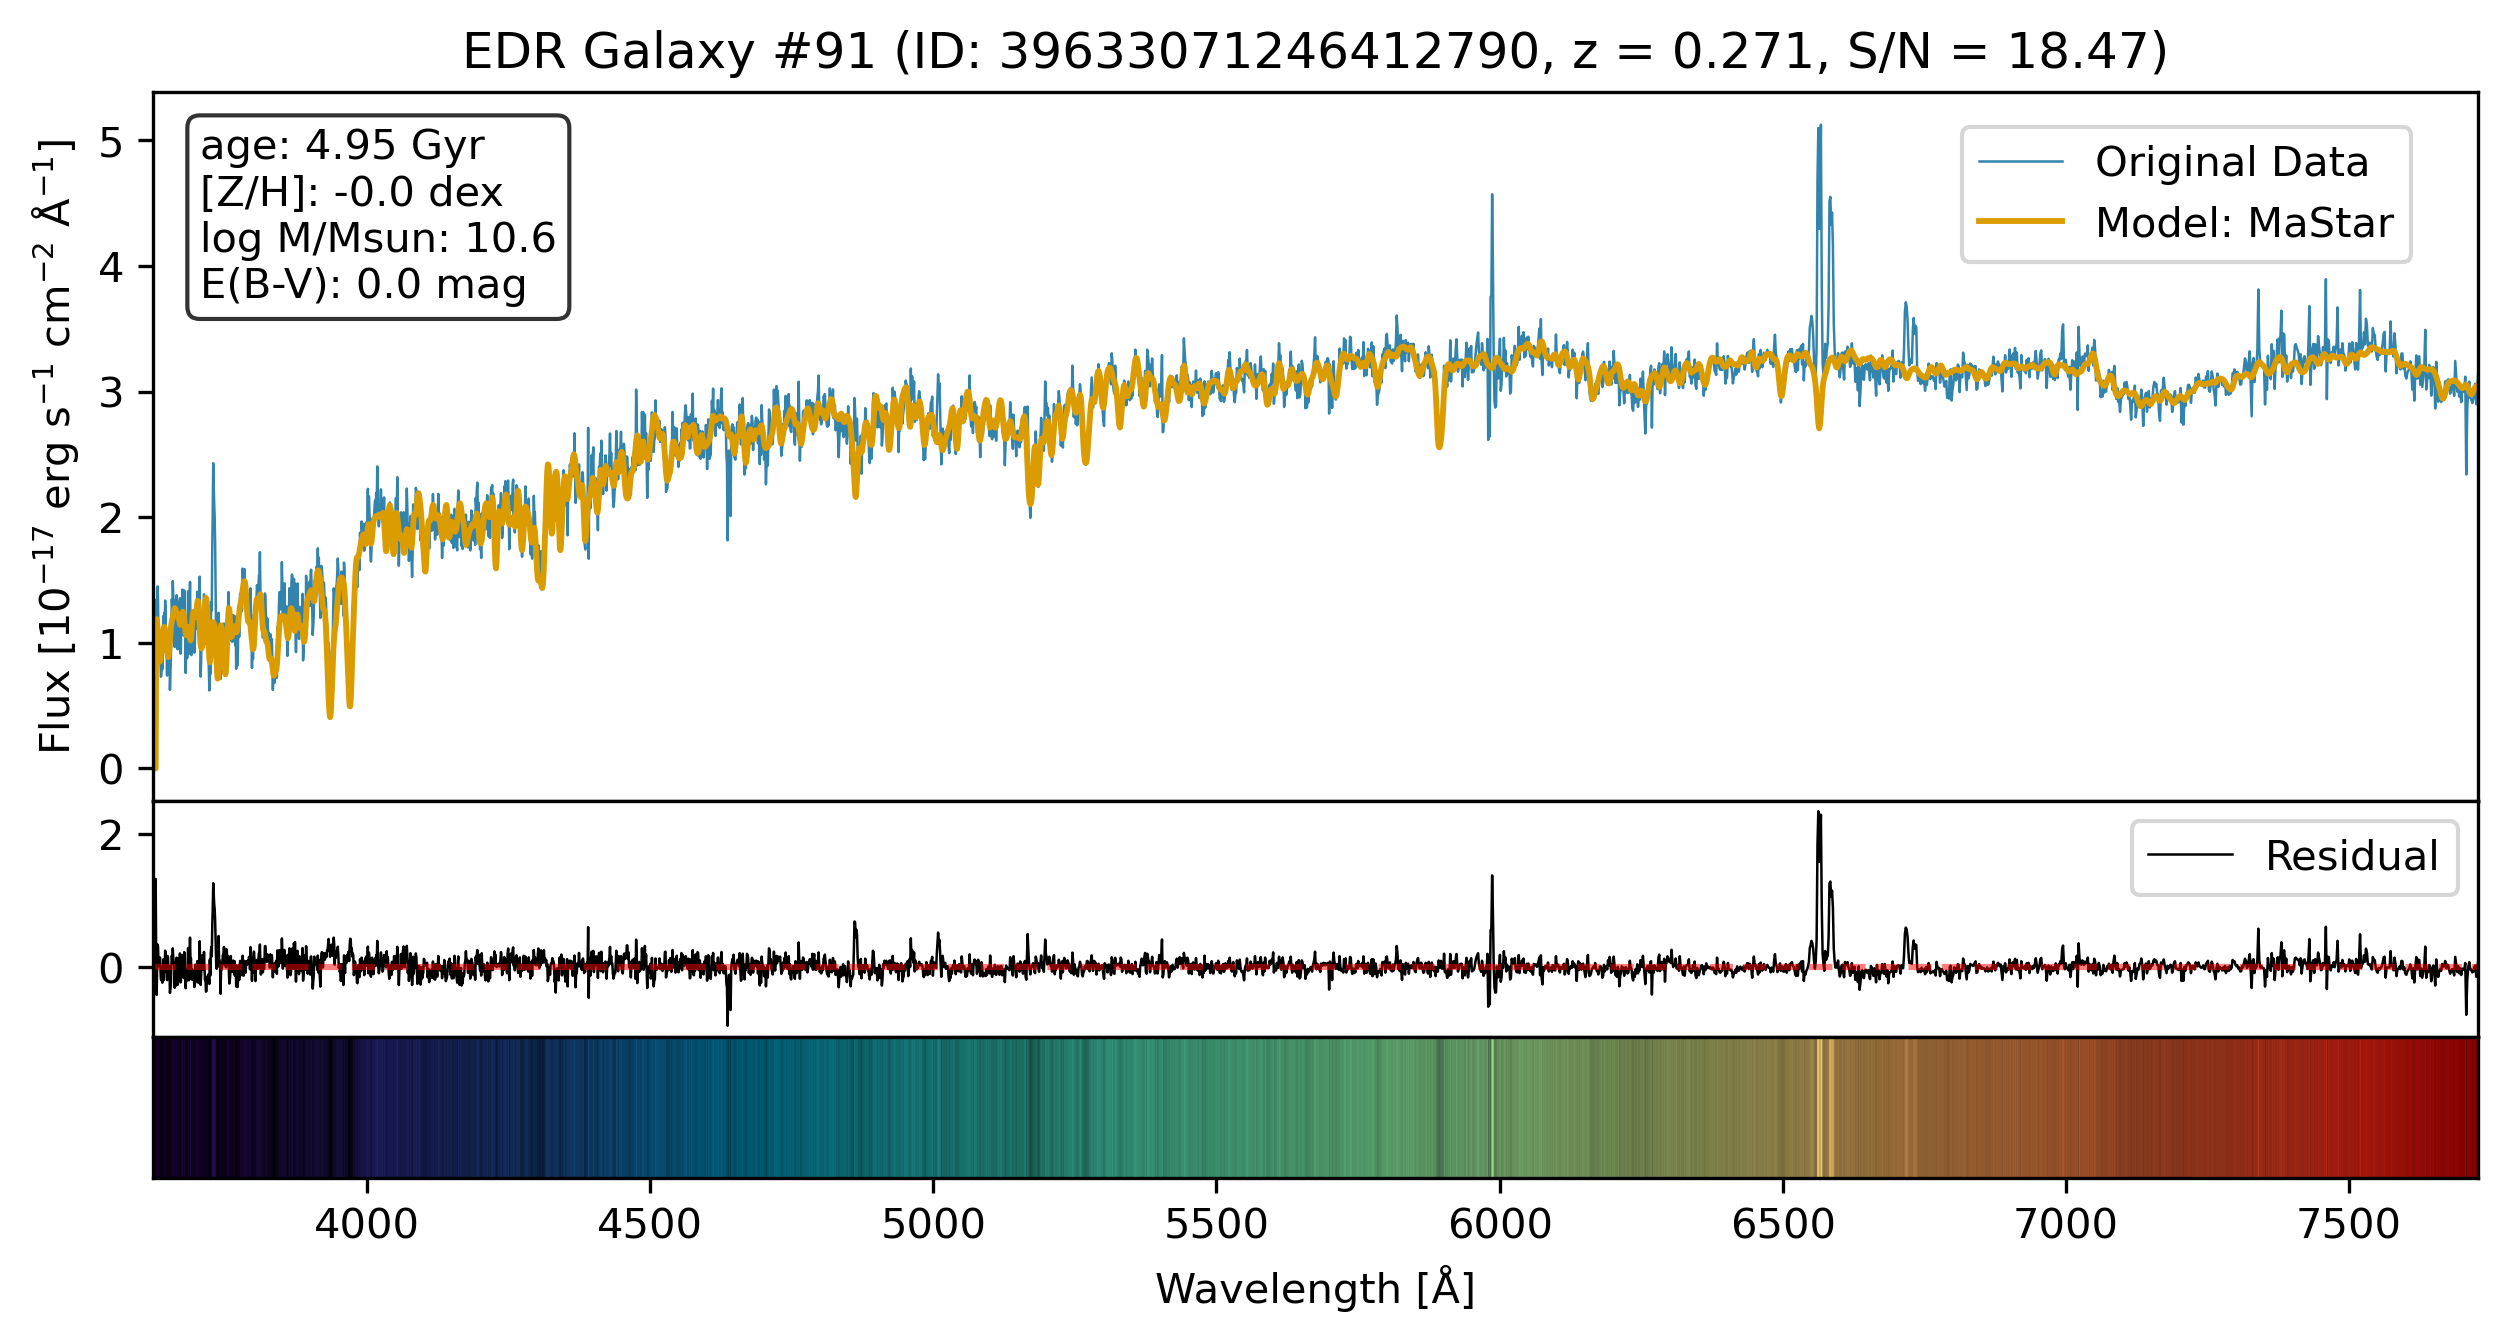 EDR Galaxy #91 (ID: 39633071246412790, z = 0.271, S/N = 18.47)
age: 4.95 Gyr
[Z/H]: -0.0 dex
log M/Msun: 10.6
E(B-V): 0.0 mag
Original Data
Model: MaStar
Flux [10⁻¹⁷ erg s⁻¹ cm⁻² Å⁻¹]
5
4
3
2
1
0
Residual
2
0
4000 4500 5000 5500 6000 6500 7000 7500
Wavelength [Å]